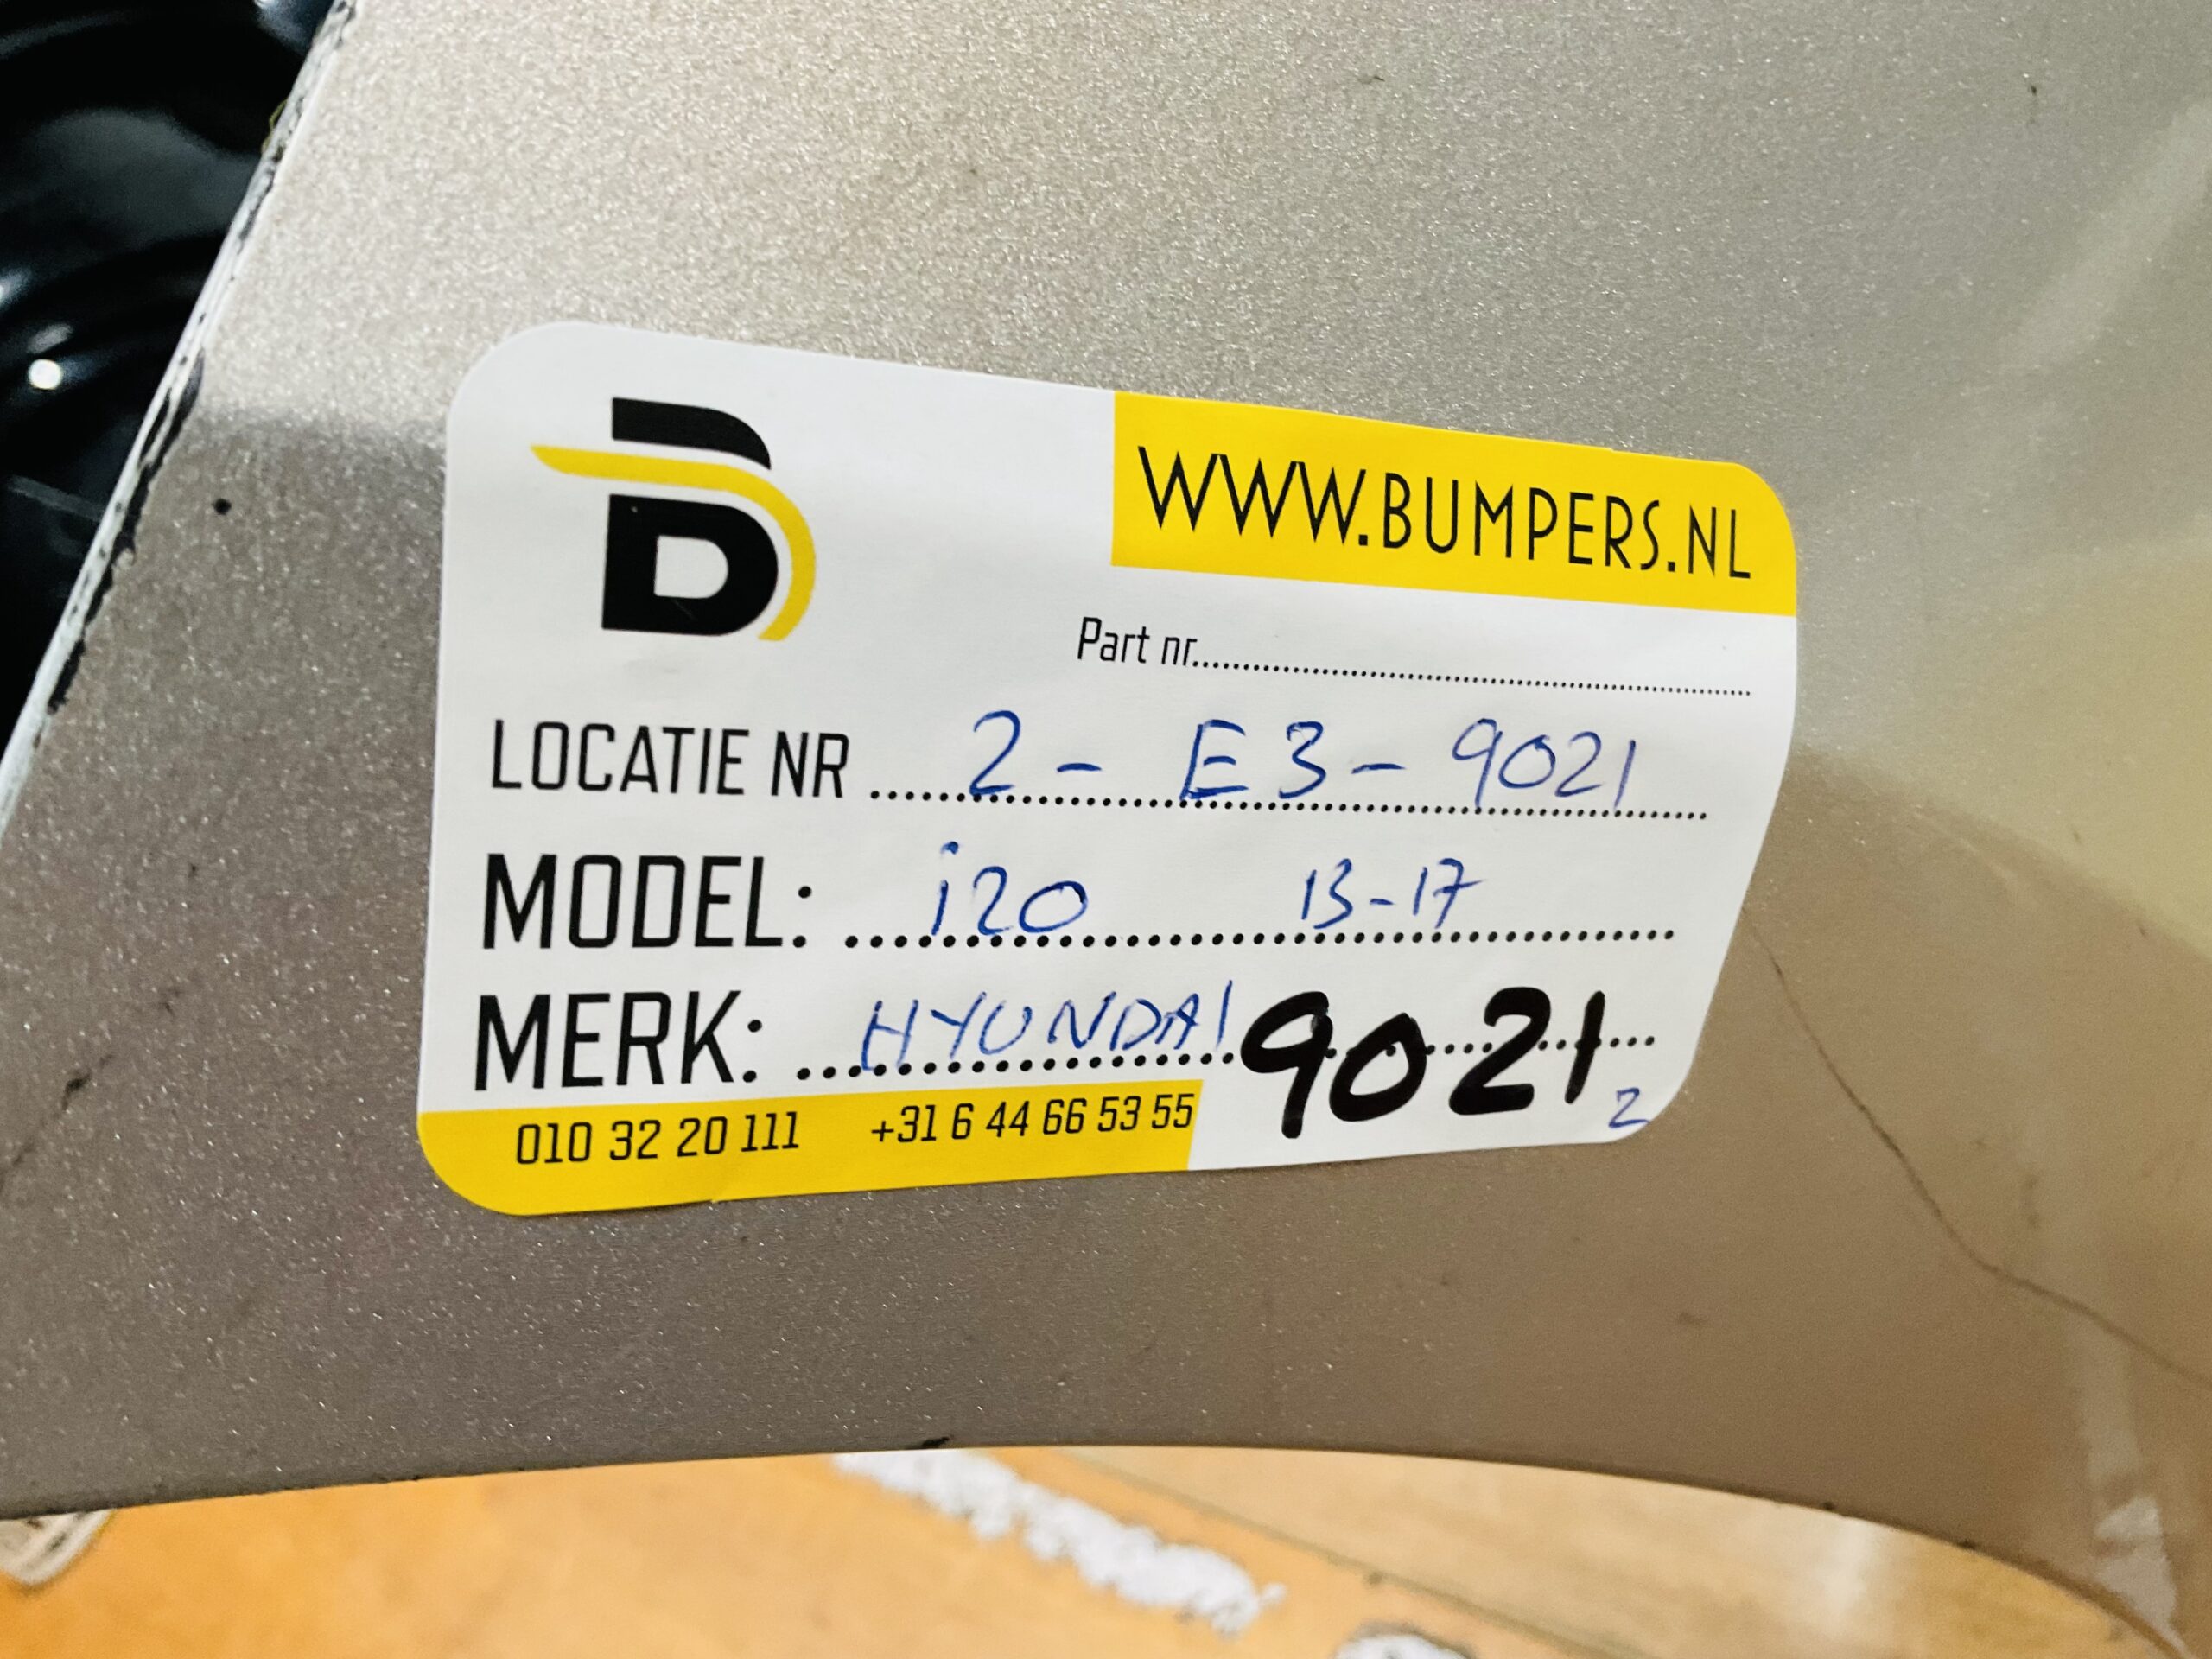 WWW.BUMPERS.NL
Part nr..........
LOCATIE NR 2 - E3 - 9021
MODEL: i20 13-17
MERK: HYUNDAI 9021
2
010 32 20 111 +31 6 44 66 53 55